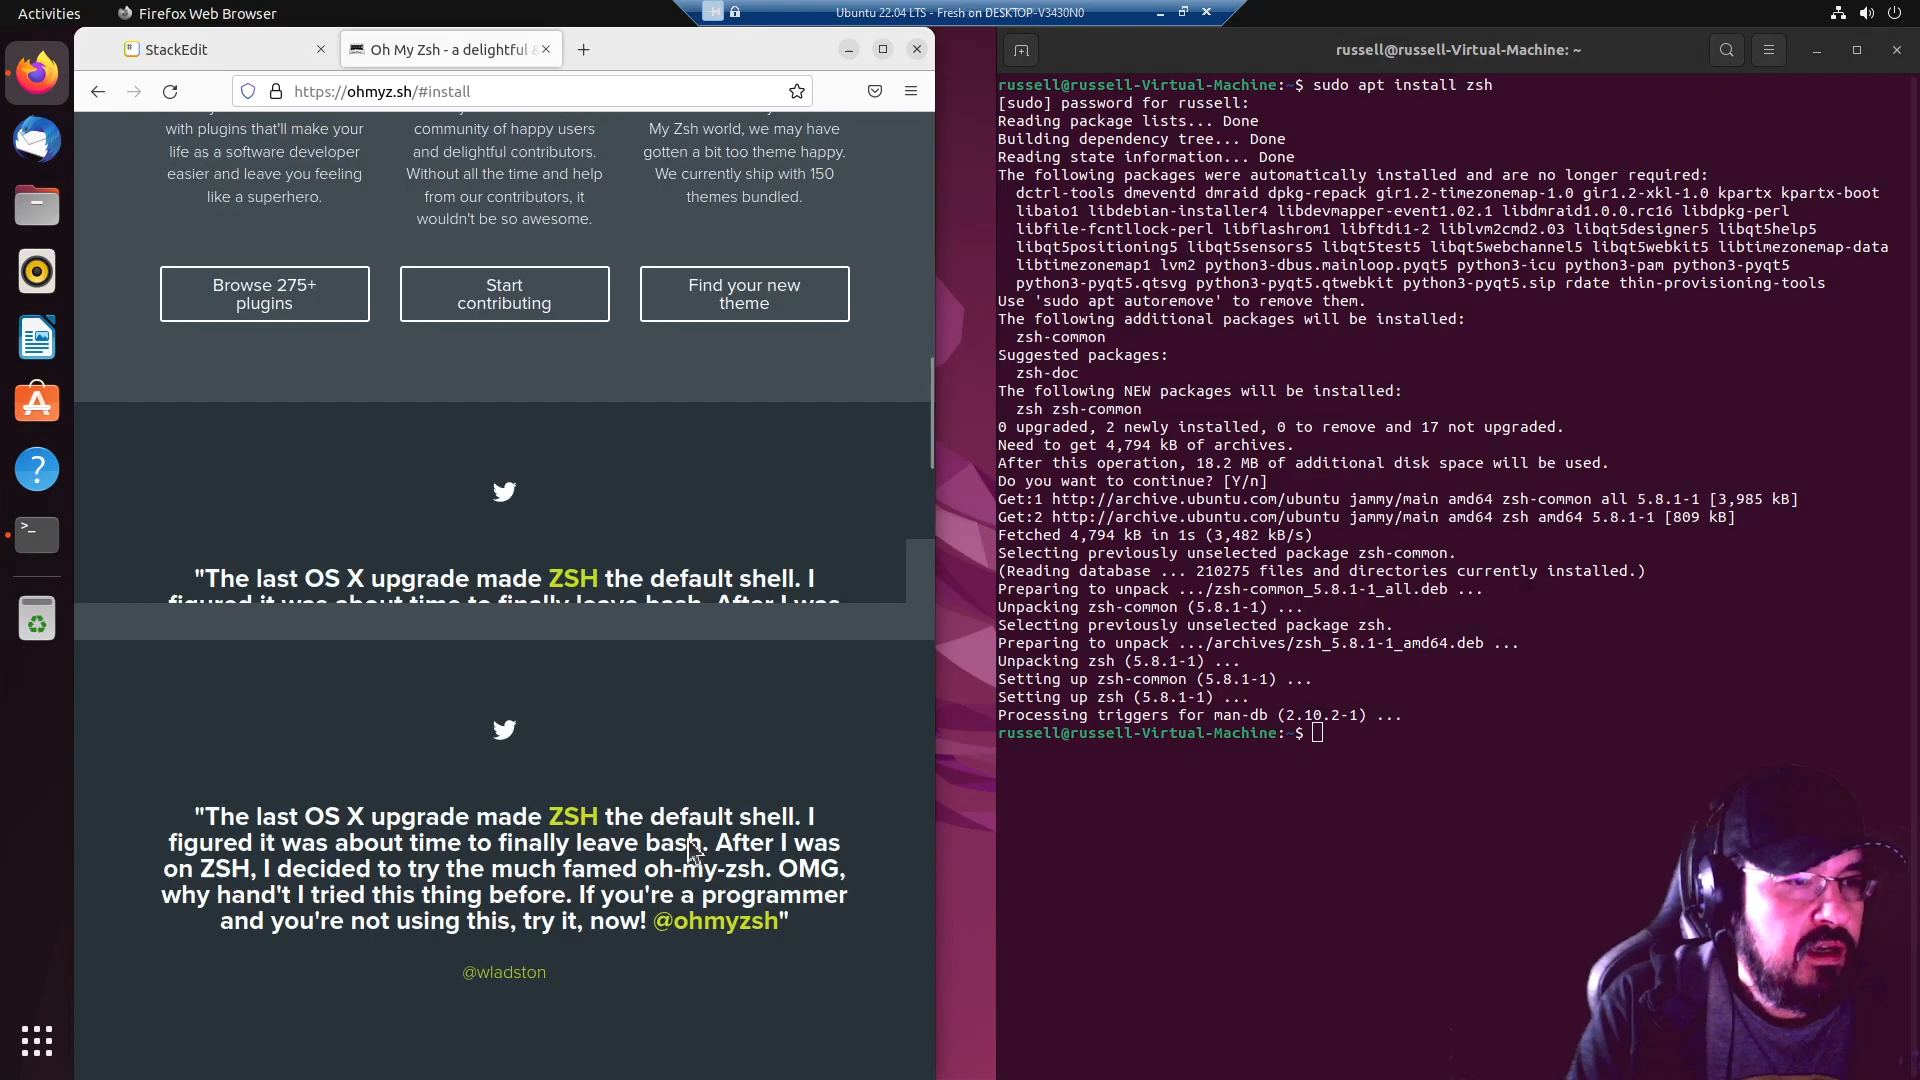 Activities
Firefox Web Browser
Ubuntu 22.04 LTS - Fresh on DESKTOP-V3430N0
StackEdit
Oh My Zsh - a delightful &
https://ohmyz.sh/#install
with plugins that'll make your
life as a software developer
easier and leave you feeling
like a superhero.
community of happy users
and delightful contributors.
Without all the time and help
from our contributors, it
wouldn't be so awesome.
My Zsh world, we may have
gotten a bit too theme happy.
We currently ship with 150
themes bundled.
Browse 275+
plugins
Start
contributing
Find your new
theme
"The last OS X upgrade made ZSH the default shell. I
figured it was about time to finally leave bash. After I was
"The last OS X upgrade made ZSH the default shell. I
figured it was about time to finally leave bash. After I was
on ZSH, I decided to try the much famed oh-my-zsh. OMG,
why hand't I tried this thing before. If you're a programmer
and you're not using this, try it, now! @ohmyzsh"
@wladston
russell@russell-Virtual-Machine: ~
russell@russell-Virtual-Machine:~$ sudo apt install zsh
[sudo] password for russell:
Reading package lists... Done
Building dependency tree... Done
Reading state information... Done
The following packages were automatically installed and are no longer required:
dctrl-tools dmeventd dmraid dpkg-repack gir1.2-timezonemap-1.0 gir1.2-xkl-1.0 kpartx kpartx-boot
libaio1 libdebian-installer4 libdevmapper-event1.02.1 libdmraid1.0.0.rc16 libdpkg-perl
libfile-fcntllock-perl libflashrom1 libftdi1-2 liblvm2cmd2.03 libqt5designer5 libqt5help5
libqt5positioning5 libqt5sensors5 libqt5test5 libqt5webchannel5 libqt5webkit5 libtimezonemap-data
libtimezonemap1 lvm2 python3-dbus.mainloop.pyqt5 python3-icu python3-pam python3-pyqt5
python3-pyqt5.qtsvg python3-pyqt5.qtwebkit python3-pyqt5.sip rdate thin-provisioning-tools
Use 'sudo apt autoremove' to remove them.
The following additional packages will be installed:
zsh-common
Suggested packages:
zsh-doc
The following NEW packages will be installed:
zsh zsh-common
0 upgraded, 2 newly installed, 0 to remove and 17 not upgraded.
Need to get 4,794 kB of archives.
After this operation, 18.2 MB of additional disk space will be used.
Do you want to continue? [Y/n]
Get:1 http://archive.ubuntu.com/ubuntu jammy/main amd64 zsh-common all 5.8.1-1 [3,985 kB]
Get:2 http://archive.ubuntu.com/ubuntu jammy/main amd64 zsh amd64 5.8.1-1 [809 kB]
Fetched 4,794 kB in 1s (3,482 kB/s)
Selecting previously unselected package zsh-common.
(Reading database ... 210275 files and directories currently installed.)
Preparing to unpack .../zsh-common_5.8.1-1_all.deb ...
Unpacking zsh-common (5.8.1-1) ...
Selecting previously unselected package zsh.
Preparing to unpack .../archives/zsh_5.8.1-1_amd64.deb ...
Unpacking zsh (5.8.1-1) ...
Setting up zsh-common (5.8.1-1) ...
Setting up zsh (5.8.1-1) ...
Processing triggers for man-db (2.10.2-1) ...
russell@russell-Virtual-Machine:~$